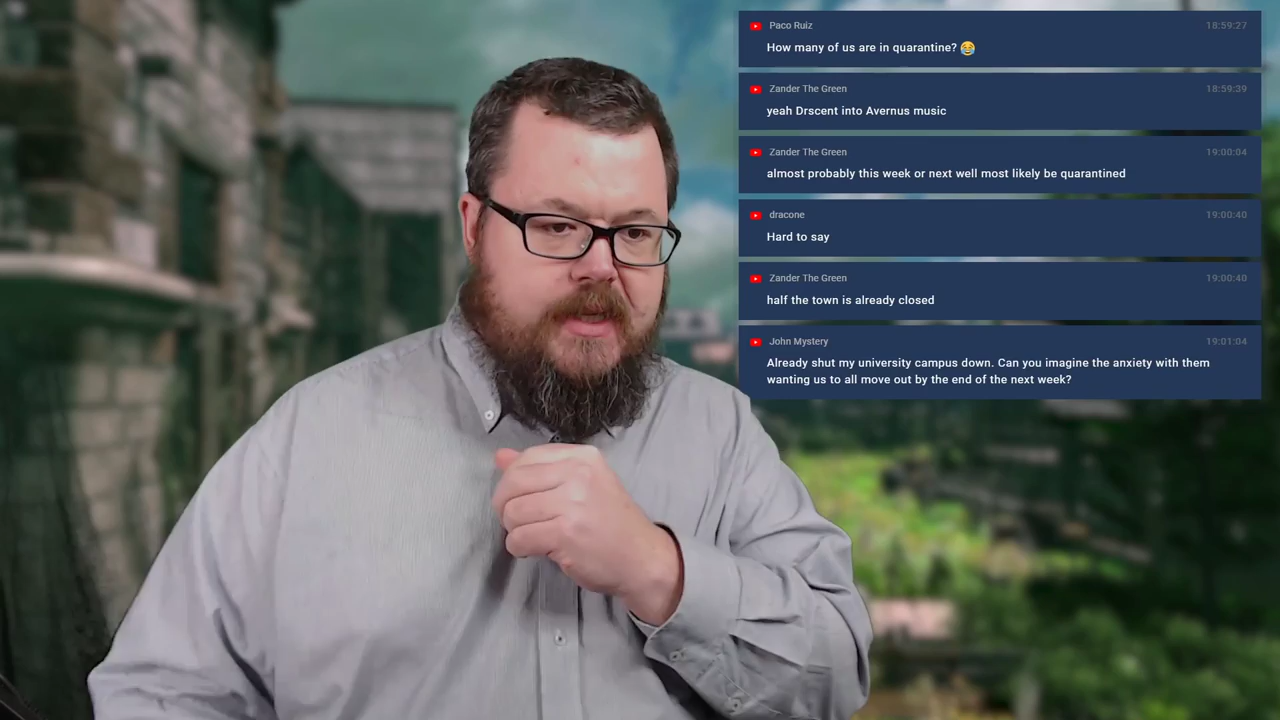 Paco Ruiz 18:59:27
How many of us are in quarantine? 😂
Zander The Green 18:59:39
yeah Drscent into Avernus music
Zander The Green 19:00:04
almost probably this week or next well most likely be quarantined
dracone 19:00:40
Hard to say
Zander The Green 19:00:40
half the town is already closed
John Mystery 19:01:04
Already shut my university campus down. Can you imagine the anxiety with them
wanting us to all move out by the end of the next week?